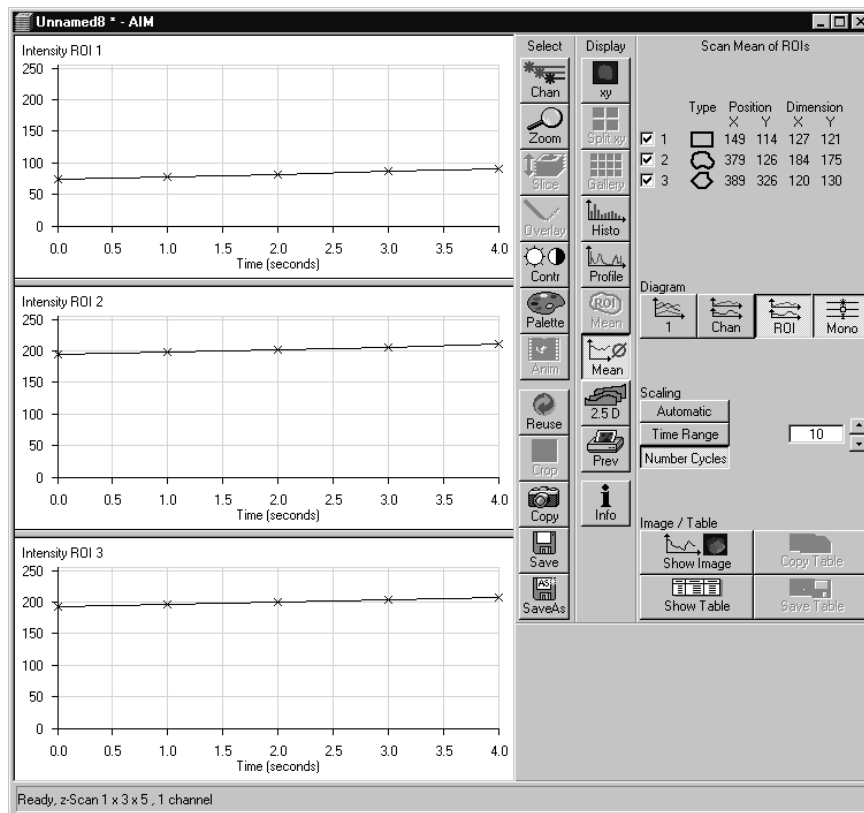 Unnamed8 * - AIM
Intensity ROI 1
250
200
150
100
50
0
0.0 0.5 1.0 1.5 2.0 2.5 3.0 3.5 4.0
Time (seconds)
Intensity ROI 2
250
200
150
100
50
0
0.0 0.5 1.0 1.5 2.0 2.5 3.0 3.5 4.0
Time (seconds)
Intensity ROI 3
250
200
150
100
50
0
0.0 0.5 1.0 1.5 2.0 2.5 3.0 3.5 4.0
Time (seconds)
Select
Chan
Zoom
Slice
Overlay
Contr
Palette
Anim
Reuse
Crop
Copy
Save
AS
SaveAs
Display
xy
Split xy
Gallery
Histo
Profile
ROI
Mean
Mean
2.5 D
Prev
Info
Scan Mean of ROIs
Type Position Dimension
X Y X Y
1 149 114 127 121
2 379 126 184 175
3 389 326 120 130
Diagram
1 Chan ROI Mono
Scaling
Automatic
Time Range 10
Number Cycles
Image / Table
Show Image Copy Table
Show Table Save Table
Ready, z-Scan 1 x 3 x 5 , 1 channel